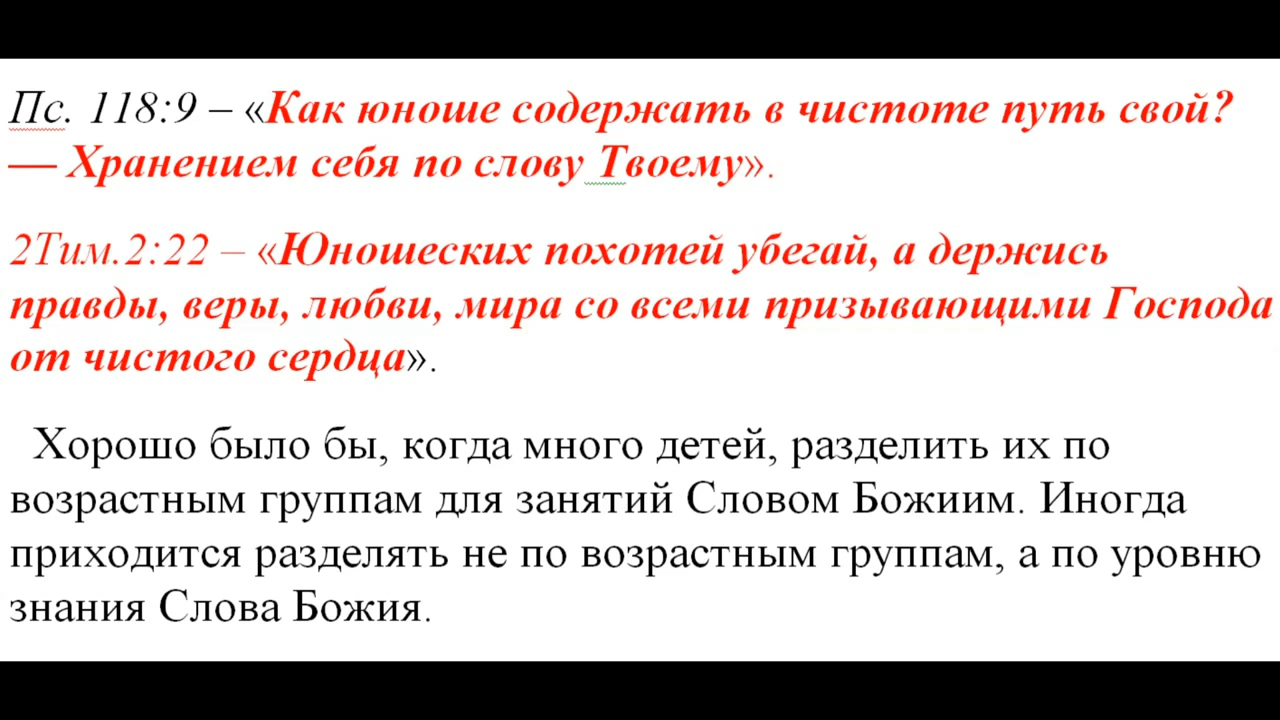 Пс. 118:9 – «Как юноше содержать в чистоте путь свой?
— Хранением себя по слову Твоему».
2Тим.2:22 – «Юношеских похотей убегай, а держись
правды, веры, любви, мира со всеми призывающими Господа
от чистого сердца».
Хорошо было бы, когда много детей, разделить их по
возрастным группам для занятий Словом Божиим. Иногда
приходится разделять не по возрастным группам, а по уровню
знания Слова Божия.